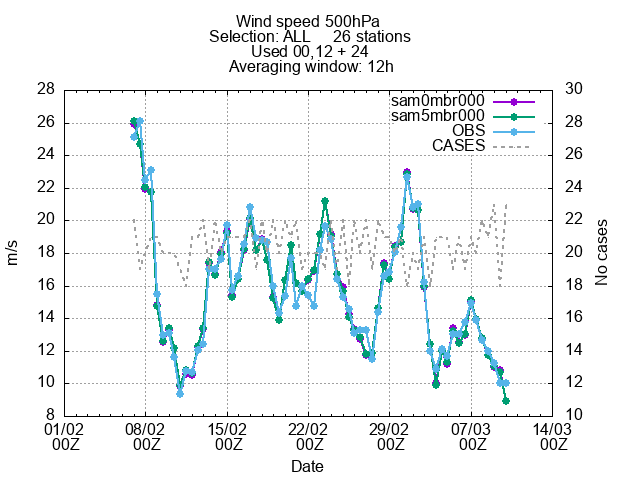 Wind speed 500hPa
Selection: ALL 26 stations
Used 00,12 + 24
Averaging window: 12h
28 30
26 28
24 26
22 24
20 22
18 20
16 18
14 16
12 14
10 12
8 10
sam0mbr000
sam5mbr000
OBS
CASES
m/s
No cases
01/02 08/02 15/02 22/02 29/02 07/03 14/03
00Z 00Z 00Z 00Z 00Z 00Z 00Z
Date